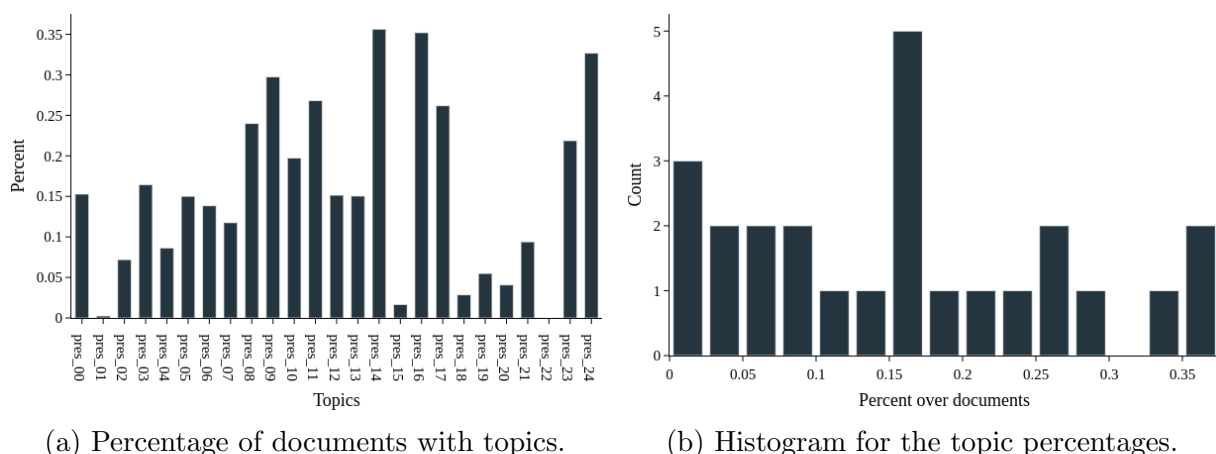 Percent
0.35
0.3
0.25
0.2
0.15
0.1
0.05
0
pres_00
pres_01
pres_02
pres_03
pres_04
pres_05
pres_06
pres_07
pres_08
pres_09
pres_10
pres_11
pres_12
pres_13
pres_14
pres_15
pres_16
pres_17
pres_18
pres_19
pres_20
pres_21
pres_22
pres_23
pres_24
Topics
(a) Percentage of documents with topics.
Count
5
4
3
2
1
0
0 0.05 0.1 0.15 0.2 0.25 0.3 0.35
Percent over documents
(b) Histogram for the topic percentages.